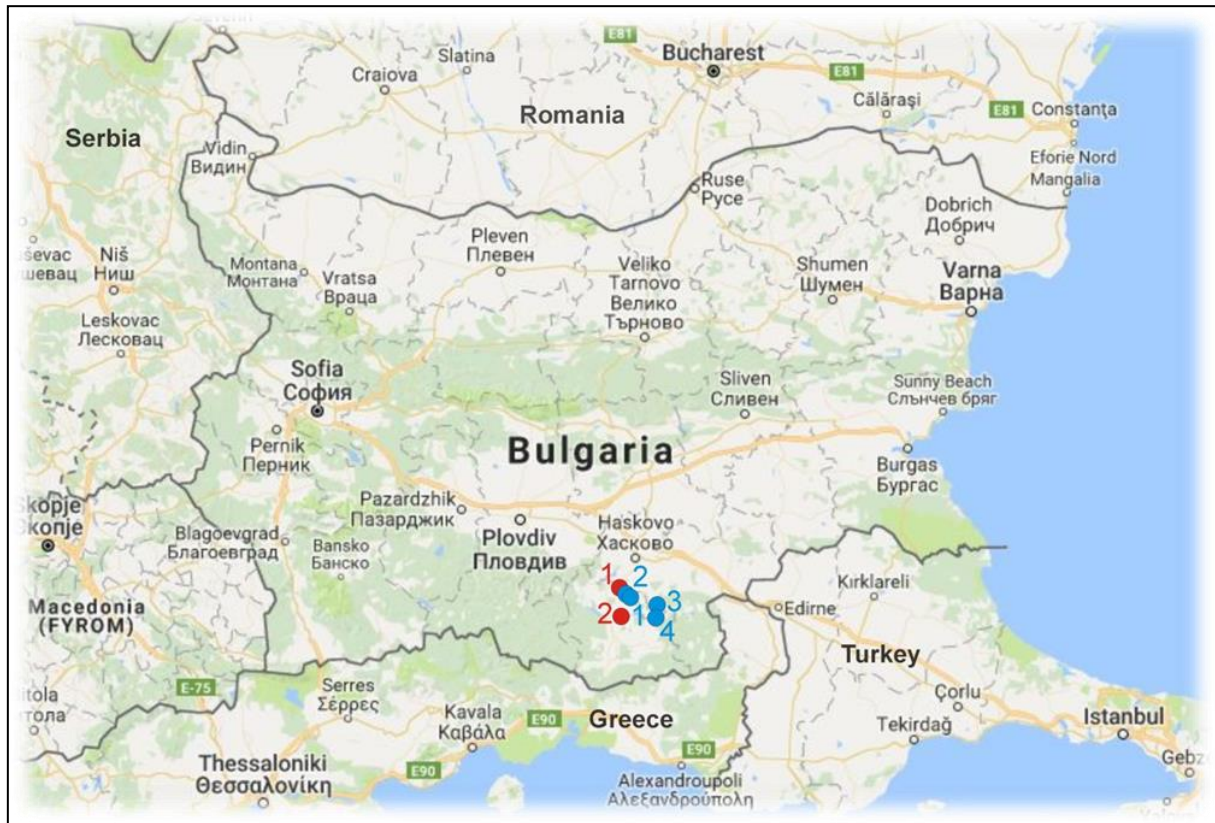 E81
Bucharest
Slatina
Craiova
Romania
E81
Călărași
E81
Constanța
Serbia
Vidin
Видин
Eforie Nord
Mangalia
Ruse
Русе
Dobrich
Добрич
Pleven
Плевен
Niš
Ниш
Montana
Монтана
Vratsa
Враца
Veliko
Tarnovo
Велико
Търново
Shumen
Шумен
Varna
Варна
Leskovac
Лесковац
Sofia
София
Sliven
Сливен
Sunny Beach
Слънчев бряг
Pernik
Перник
Bulgaria
Burgas
Бургас
Pazardzhik
Пазарджик
Plovdiv
Пловдив
Haskovo
Хасково
Blagoevgrad
Благоевград
Bansko
Банско
1
2
3
2
1
4
Kırklareli
Edirne
Macedonia
(FYROM)
Turkey
E-75
Serres
Σέρρες
Kavala
Καβάλα
E90
Greece
E90
Çorlu
Tekirdağ
Istanbul
Thessaloniki
Θεσσαλονίκη
E90
Alexandroupoli
Αλεξανδρούπολη